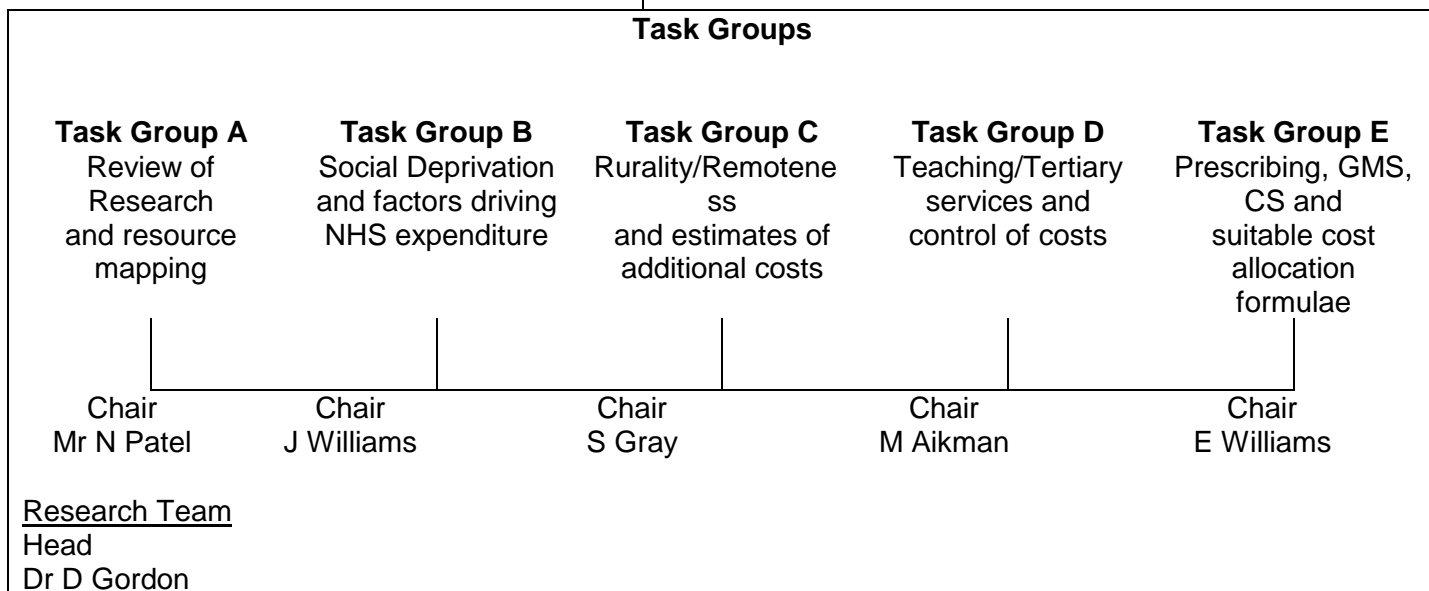 Task Groups
Task Group A
Review of
Research
and resource
mapping
Task Group B
Social Deprivation
and factors driving
NHS expenditure
Task Group C
Rurality/Remotene
ss
and estimates of
additional costs
Task Group D
Teaching/Tertiary
services and
control of costs
Task Group E
Prescribing, GMS,
CS and
suitable cost
allocation
formulae
Chair
Mr N Patel
Chair
J Williams
Chair
S Gray
Chair
M Aikman
Chair
E Williams
Research Team
Head
Dr D Gordon